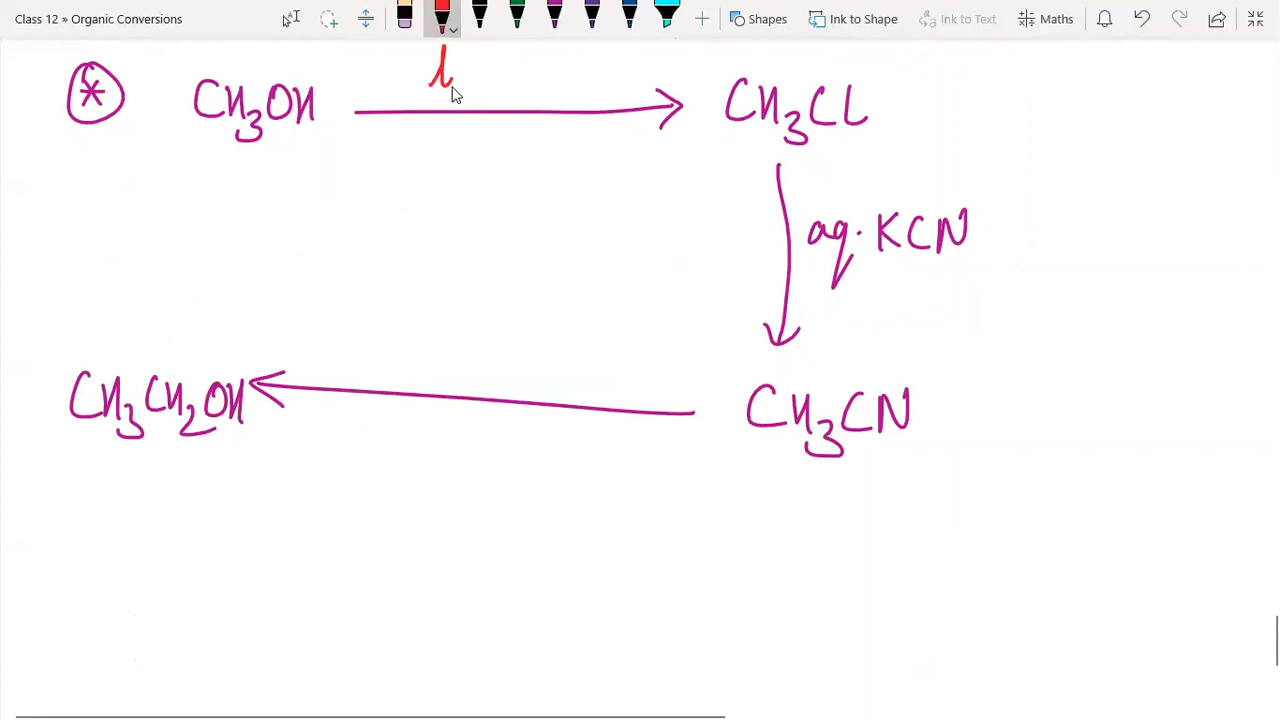 Class 12 » Organic Conversions
Shapes
Ink to Shape
Ink to Text
Maths
l
* CH3OH → CH3Cl
aq. KCN
CH3CH2OH ← CH3CN